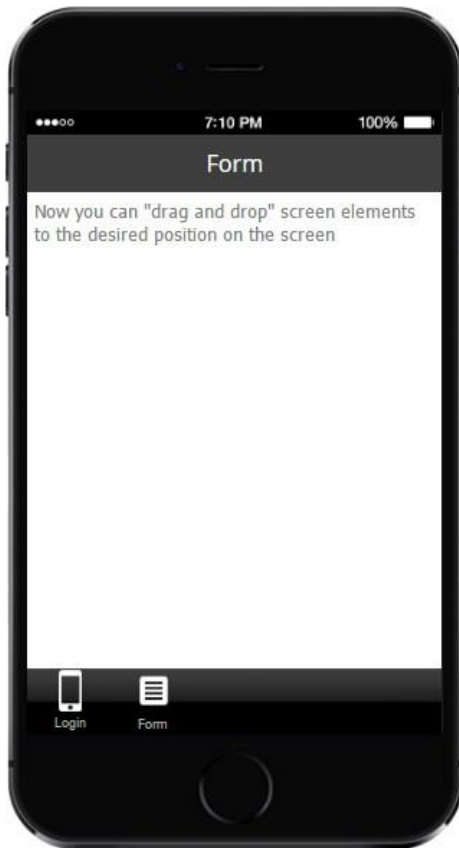 7:10 PM 100%
Form
Now you can "drag and drop" screen elements
to the desired position on the screen
Login Form